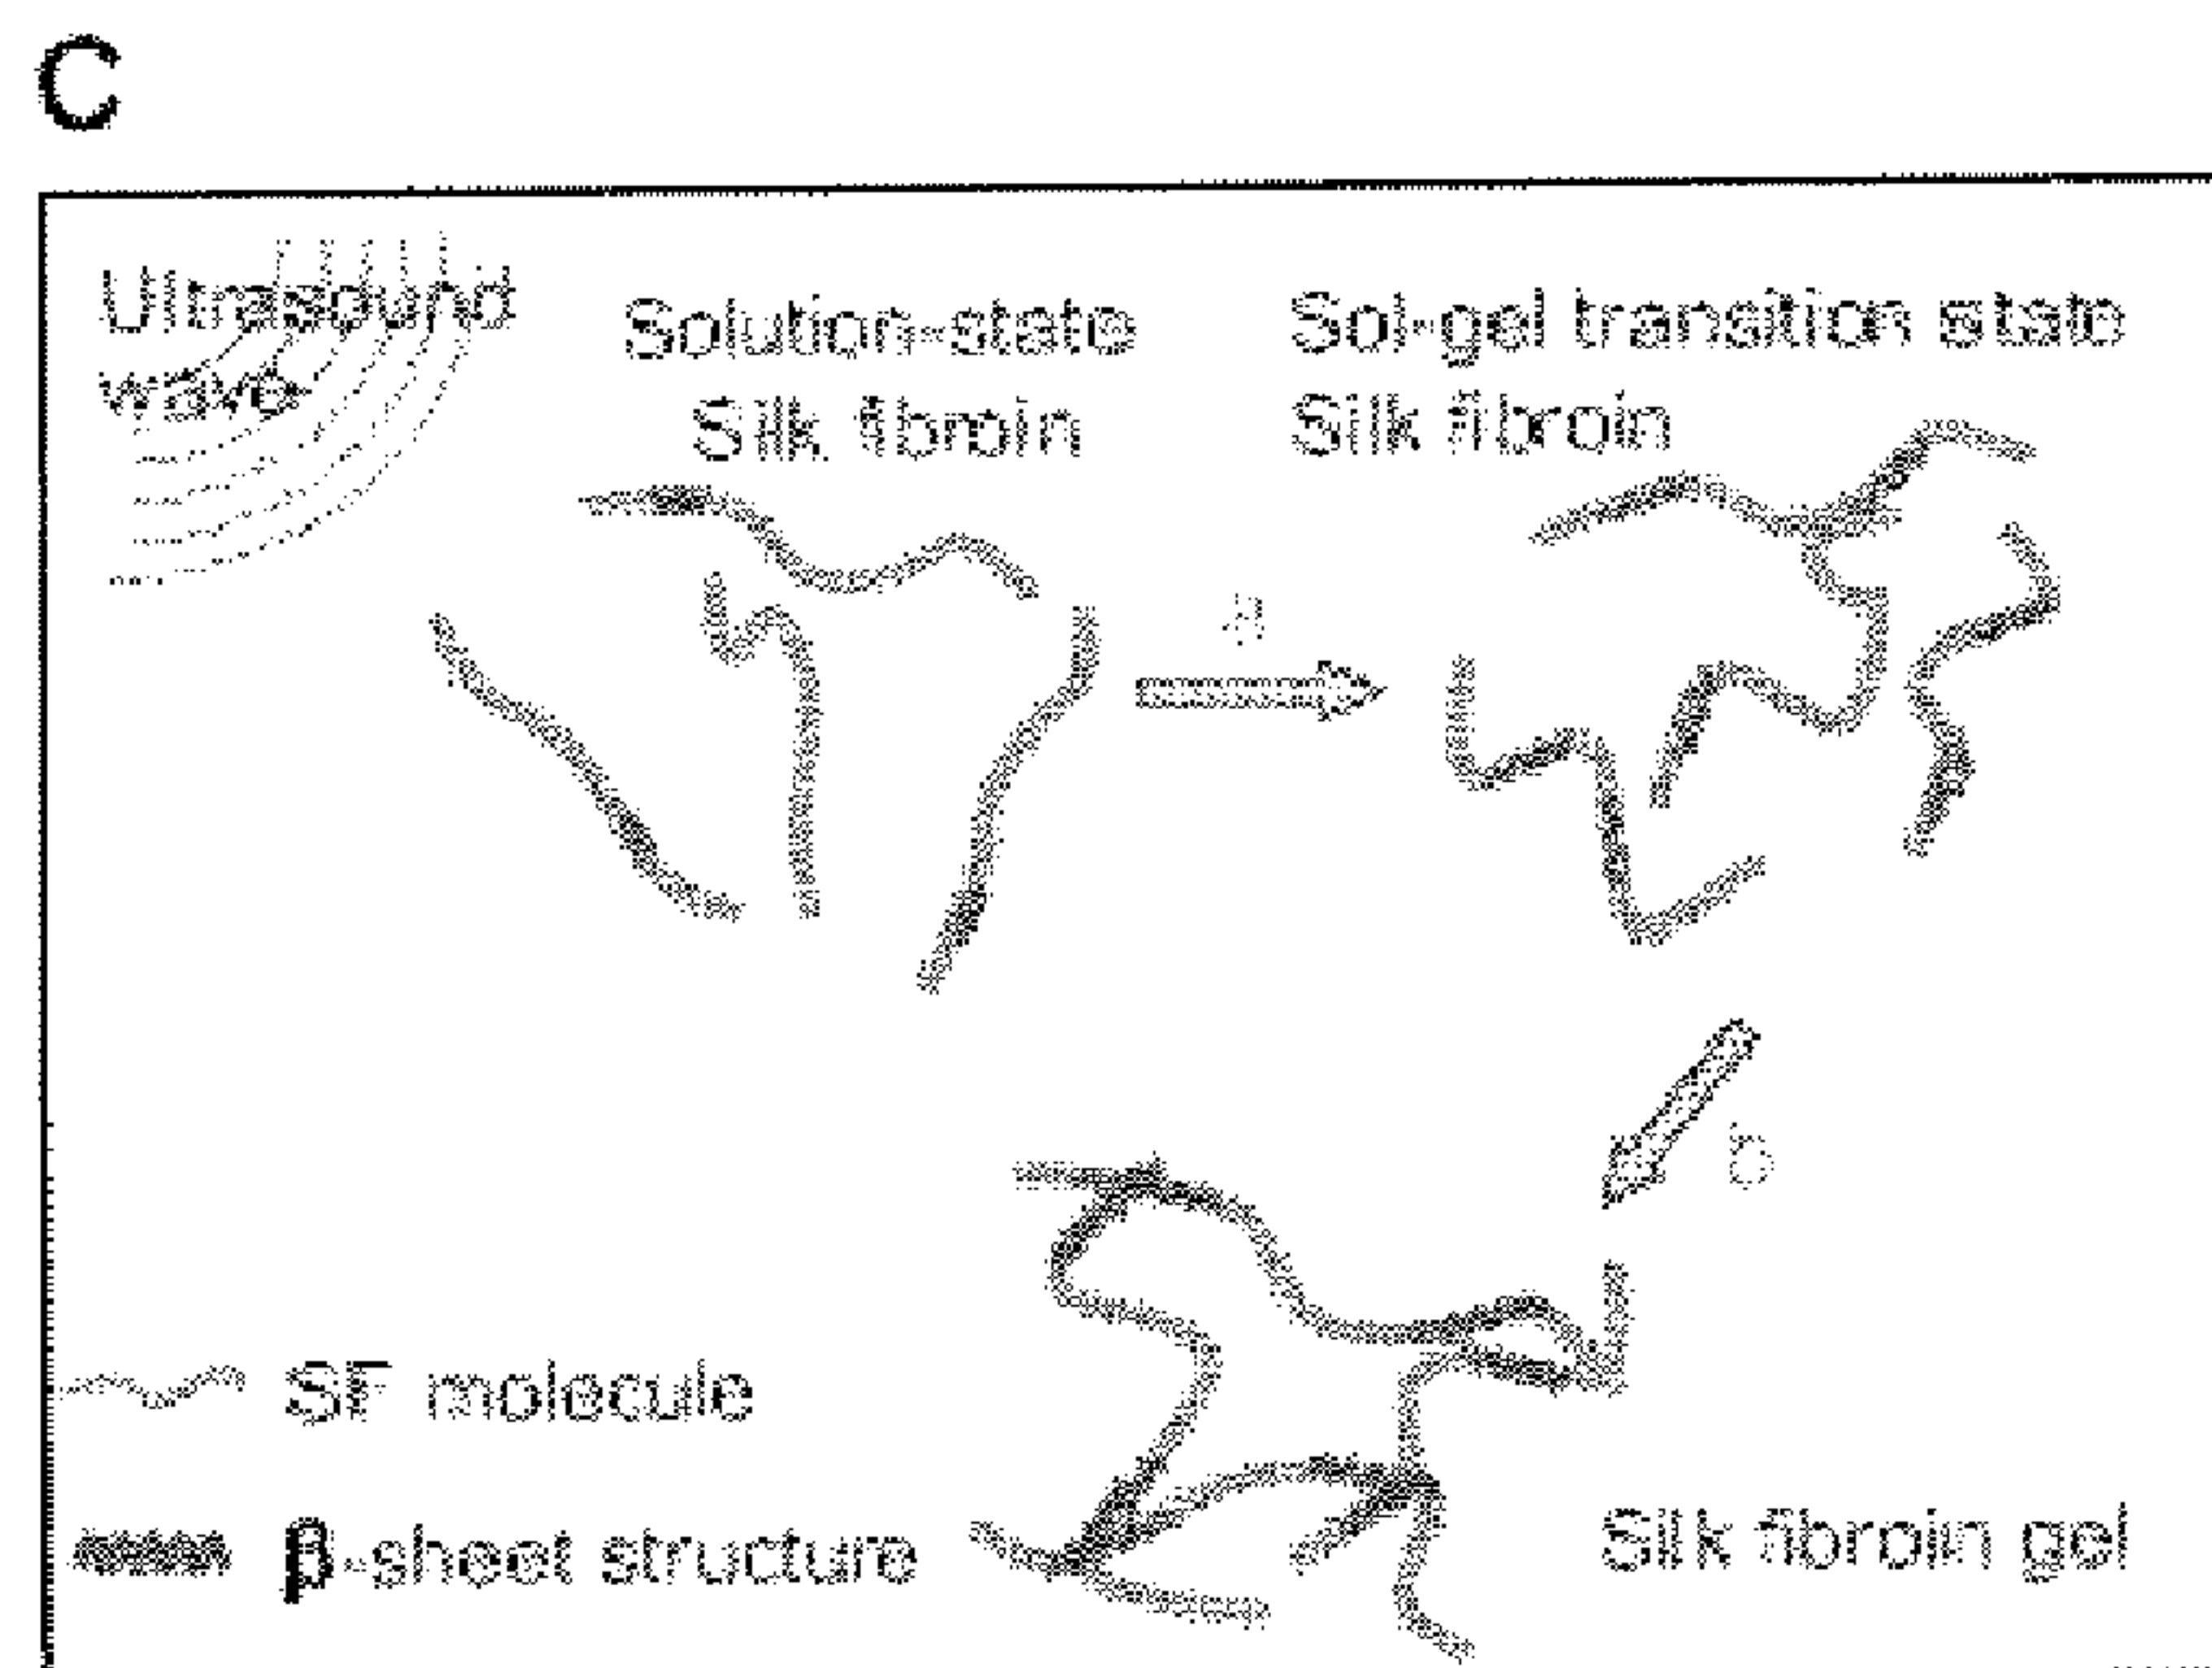 C
Ultrasound
wave
Solution-state
Silk fibroin
Sol-gel transition state
Silk fibroin
a
b
SF molecule
β-sheet structure
Silk fibroin gel